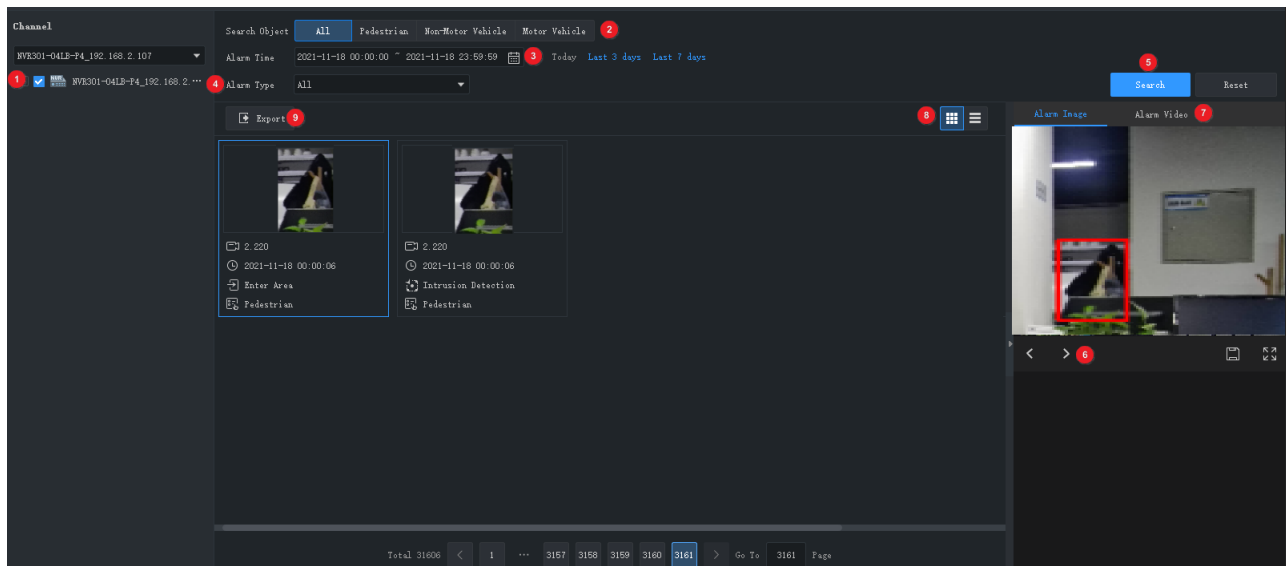 Channel
NVR301-04LB-P4_192.168.2.107
1 NVR301-04LB-P4_192.168.2.···
Search Object All Pedestrian Non-Motor Vehicle Motor Vehicle 2
Alarm Time 2021-11-18 00:00:00 ~ 2021-11-18 23:59:59 3 Today Last 3 days Last 7 days
4 Alarm Type All
5
Search Reset
Export 9
8
Alarm Image Alarm Video 7
2.220
2021-11-18 00:00:06
Enter Area
Pedestrian
2.220
2021-11-18 00:00:06
Intrusion Detection
Pedestrian
6
Total 31606 < 1 ··· 3157 3158 3159 3160 3161 > Go To 3161 Page